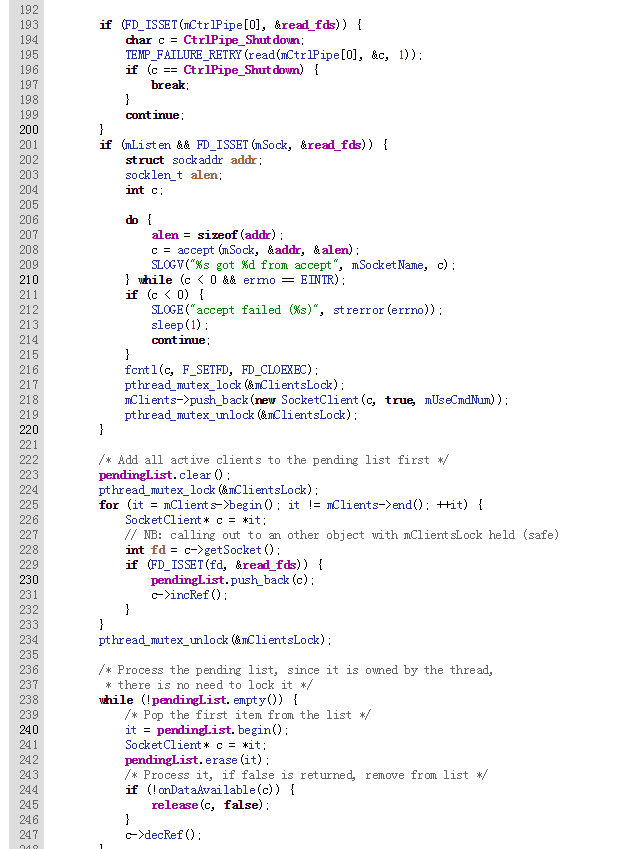 192
193 if (FD_ISSET(mCtrlPipe[0], &read_fds)) {
194 char c = CtrlPipe_Shutdown;
195 TEMP_FAILURE_RETRY(read(mCtrlPipe[0], &c, 1));
196 if (c == CtrlPipe_Shutdown) {
197 break;
198 }
199 continue;
200 }
201 if (mListen && FD_ISSET(mSock, &read_fds)) {
202 struct sockaddr addr;
203 socklen_t alen;
204 int c;
205
206 do {
207 alen = sizeof(addr);
208 c = accept(mSock, &addr, &alen);
209 SLOGV("%s got %d from accept", mSocketName, c);
210 } while (c < 0 && errno == EINTR);
211 if (c < 0) {
212 SLOGE("accept failed (%s)", strerror(errno));
213 sleep(1);
214 continue;
215 }
216 fcntl(c, F_SETFD, FD_CLOEXEC);
217 pthread_mutex_lock(&mClientsLock);
218 mClients->push_back(new SocketClient(c, true, mUseCmdNum));
219 pthread_mutex_unlock(&mClientsLock);
220 }
221
222 /* Add all active clients to the pending list first */
223 pendingList.clear();
224 pthread_mutex_lock(&mClientsLock);
225 for (it = mClients->begin(); it != mClients->end(); ++it) {
226 SocketClient* c = *it;
227 // NB: calling out to an other object with mClientsLock held (safe)
228 int fd = c->getSocket();
229 if (FD_ISSET(fd, &read_fds)) {
230 pendingList.push_back(c);
231 c->incRef();
232 }
233 }
234 pthread_mutex_unlock(&mClientsLock);
235
236 /* Process the pending list, since it is owned by the thread,
237 * there is no need to lock it */
238 while (!pendingList.empty()) {
239 /* Pop the first item from the list */
240 it = pendingList.begin();
241 SocketClient* c = *it;
242 pendingList.erase(it);
243 /* Process it, if false is returned, remove from list */
244 if (!onDataAvailable(c)) {
245 release(c, false);
246 }
247 c->decRef();
248 }